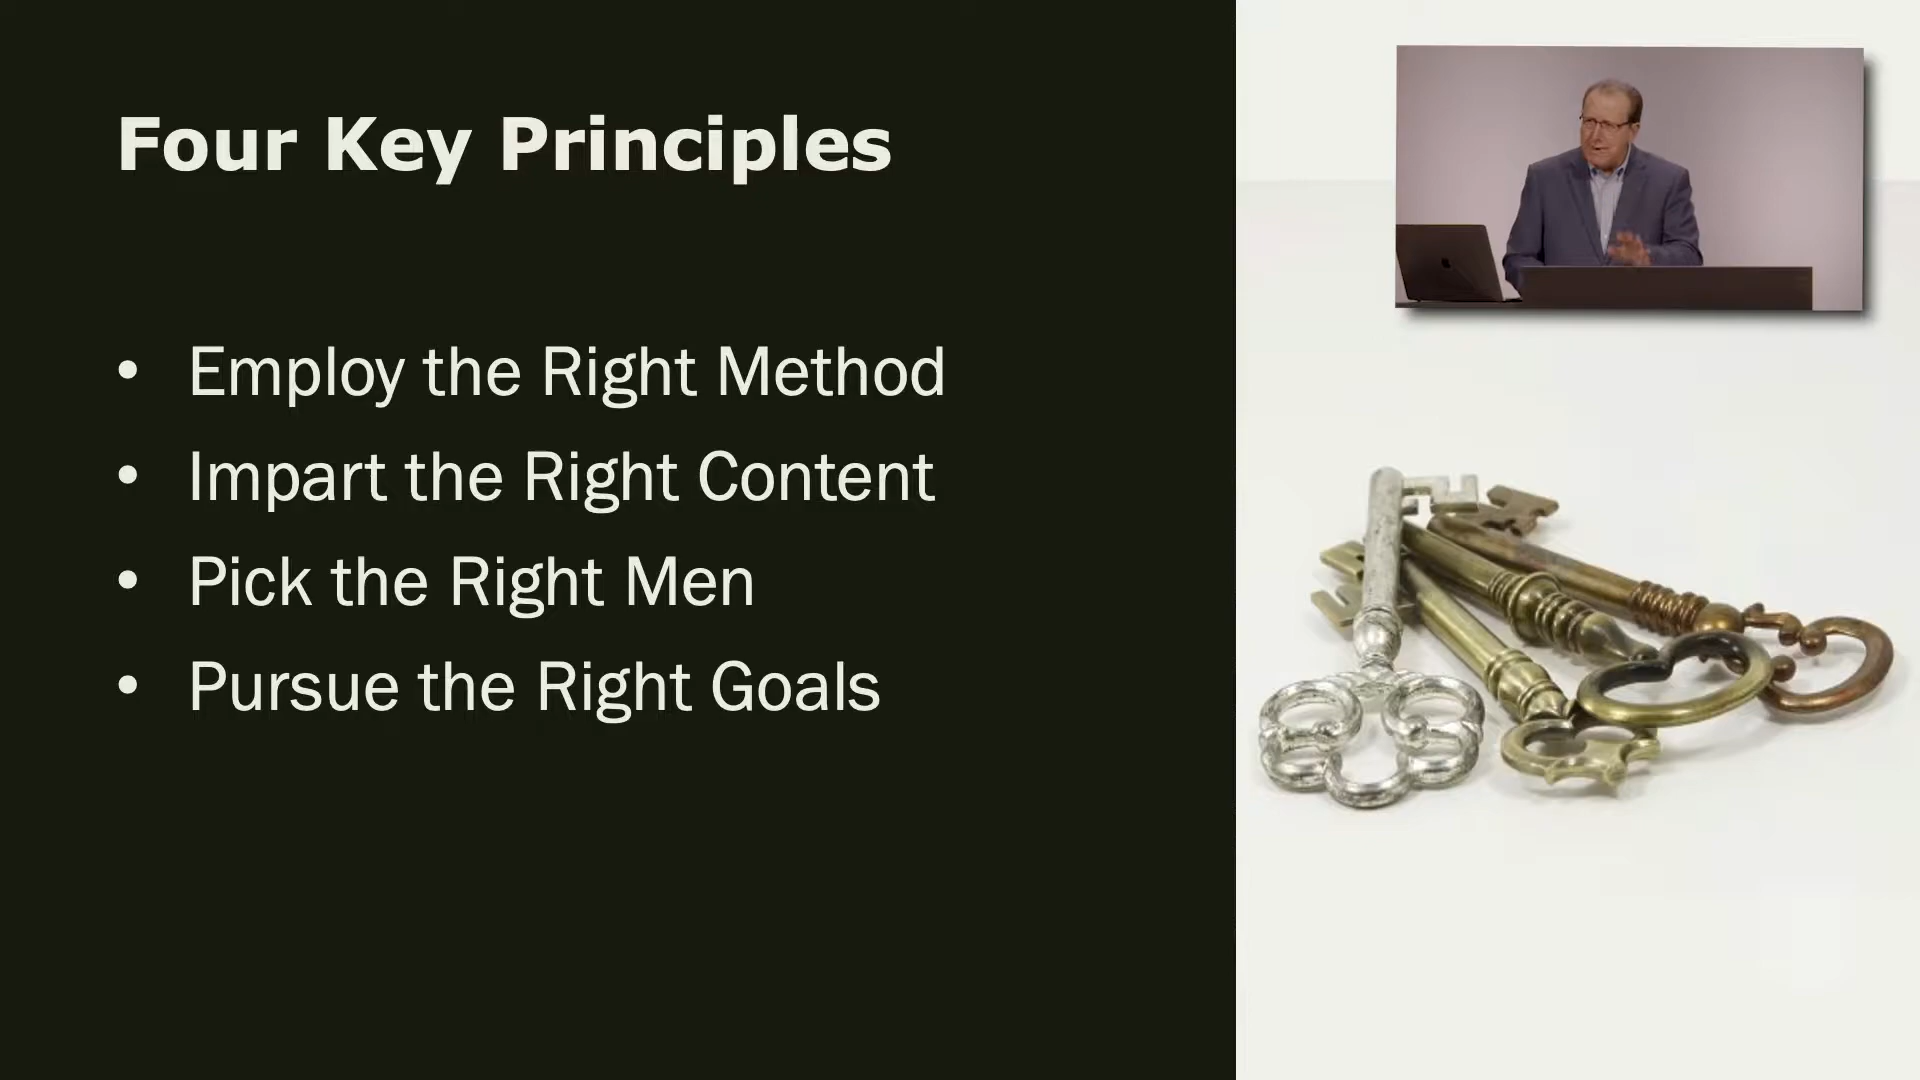 Four Key Principles
• Employ the Right Method
• Impart the Right Content
• Pick the Right Men
• Pursue the Right Goals